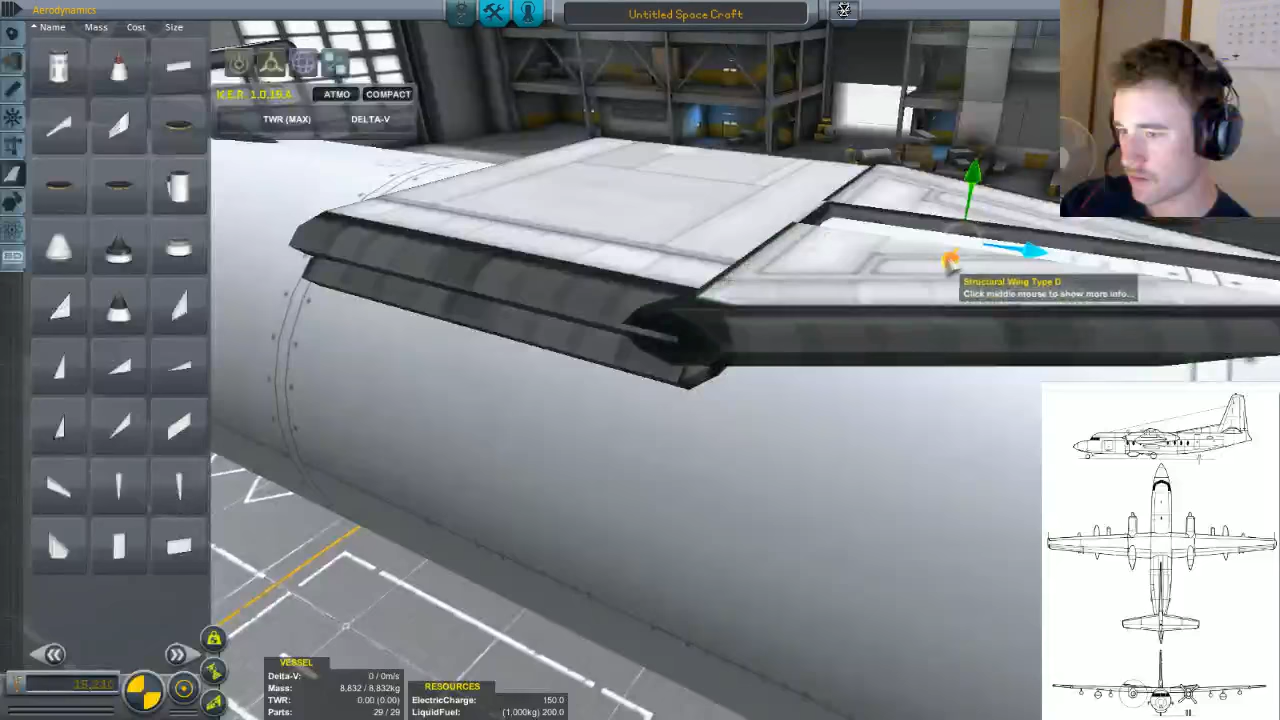 Aerodynamics
Untitled Space Craft
Name Mass Cost Size
K.E.R. 1.0.15.4 ATMO COMPACT
TWR (MAX) DELTA-V
Structural Wing Type D
Click middle mouse to show more info...
VESSEL
Delta-V: 0 / 0m/s
Mass: 8,832 / 8,832kg
TWR: 0.00 (0.00)
Parts: 29 / 29
RESOURCES
ElectricCharge: 150.0
LiquidFuel: (1,000kg) 200.0